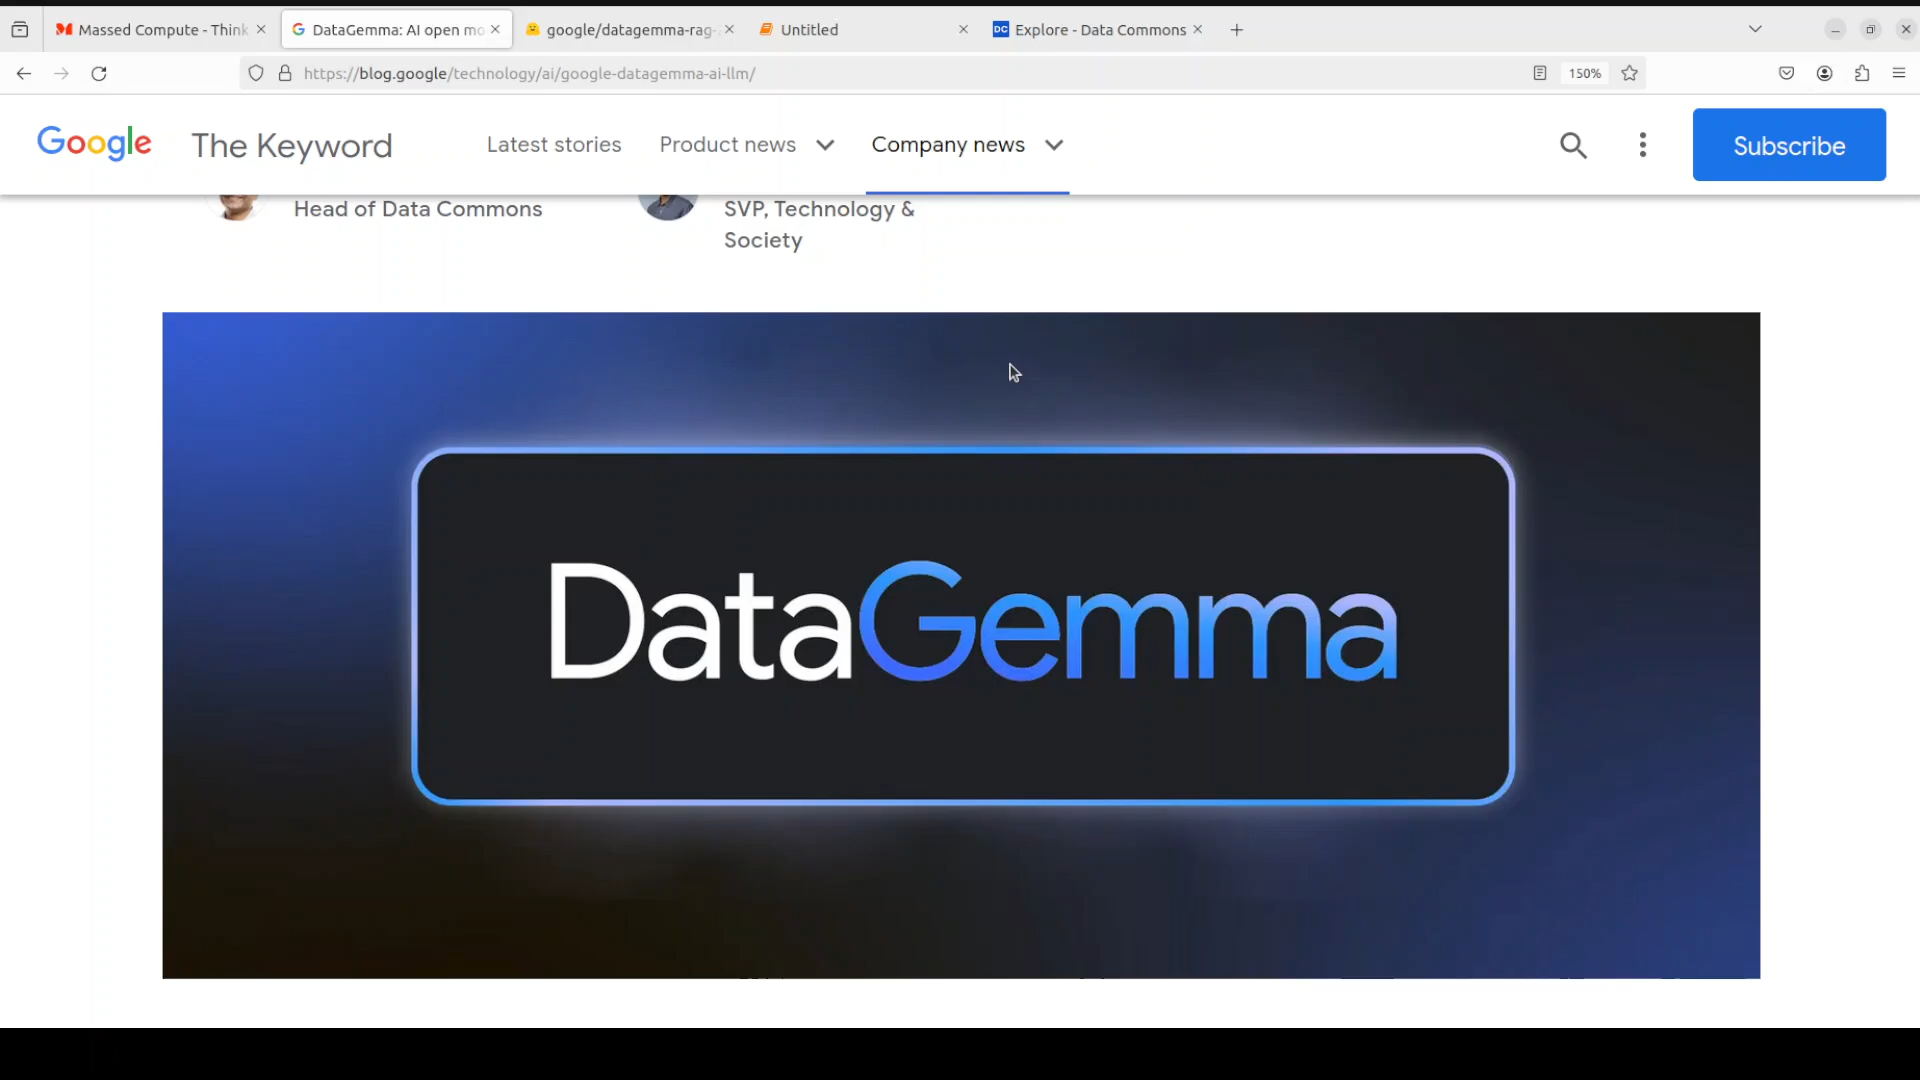 Massed Compute - Think
DataGemma: AI open mo
google/datagemma-rag-
Untitled
DC Explore - Data Commons
https://blog.google/technology/ai/google-datagemma-ai-llm/
150%
Google The Keyword
Latest stories
Product news
Company news
Subscribe
Head of Data Commons
SVP, Technology &
Society
DataGemma